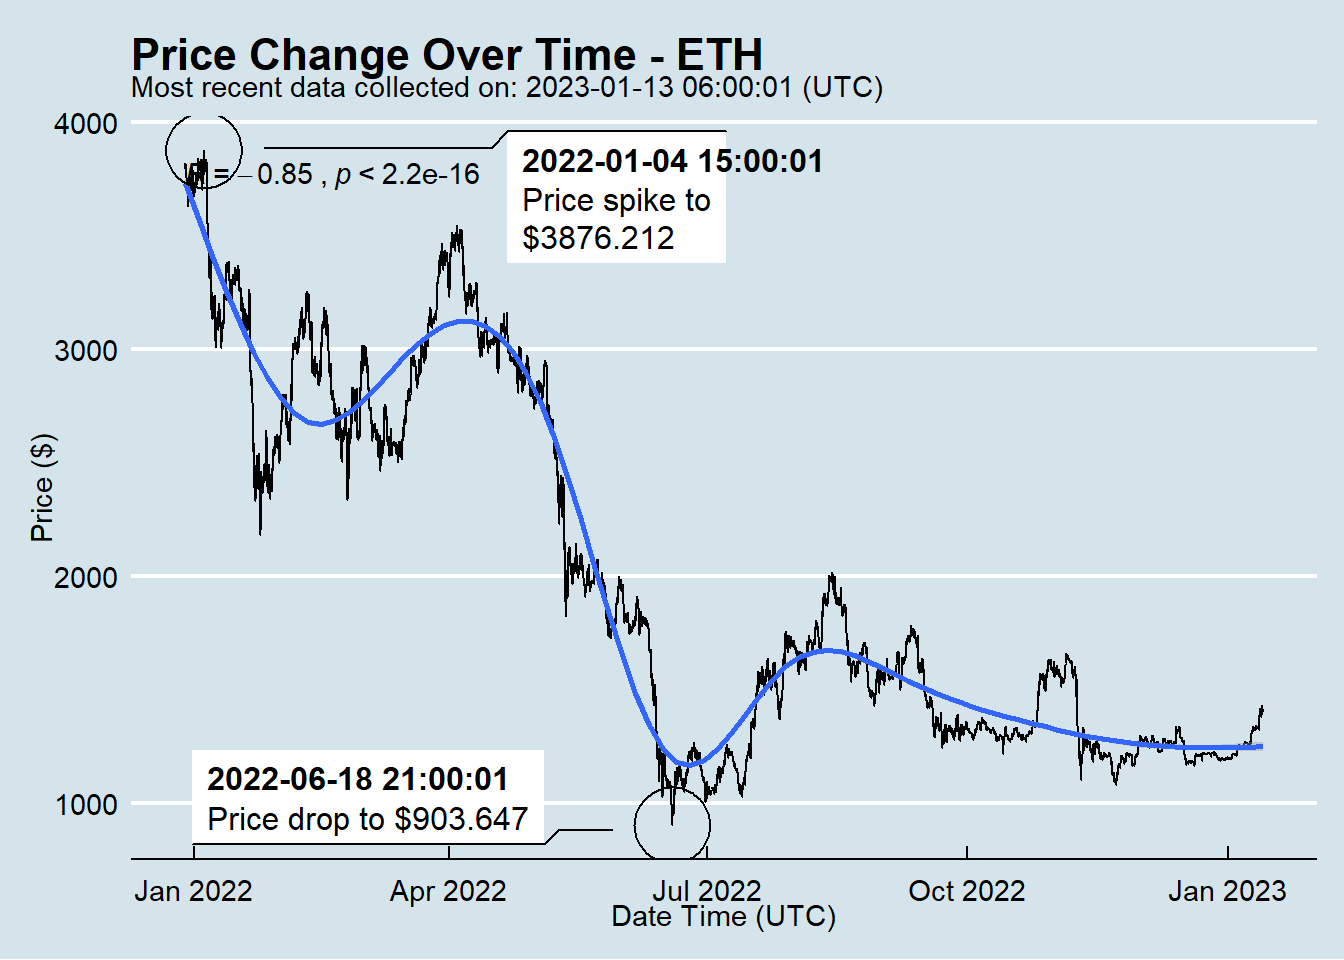 Price Change Over Time - ETH
Most recent data collected on: 2023-01-13 06:00:01 (UTC)
4000
3000
2000
1000
Price ($)
= −0.85 , p < 2.2e-16
2022-01-04 15:00:01
Price spike to
$3876.212
2022-06-18 21:00:01
Price drop to $903.647
Jan 2022
Apr 2022
Jul 2022
Oct 2022
Jan 2023
Date Time (UTC)